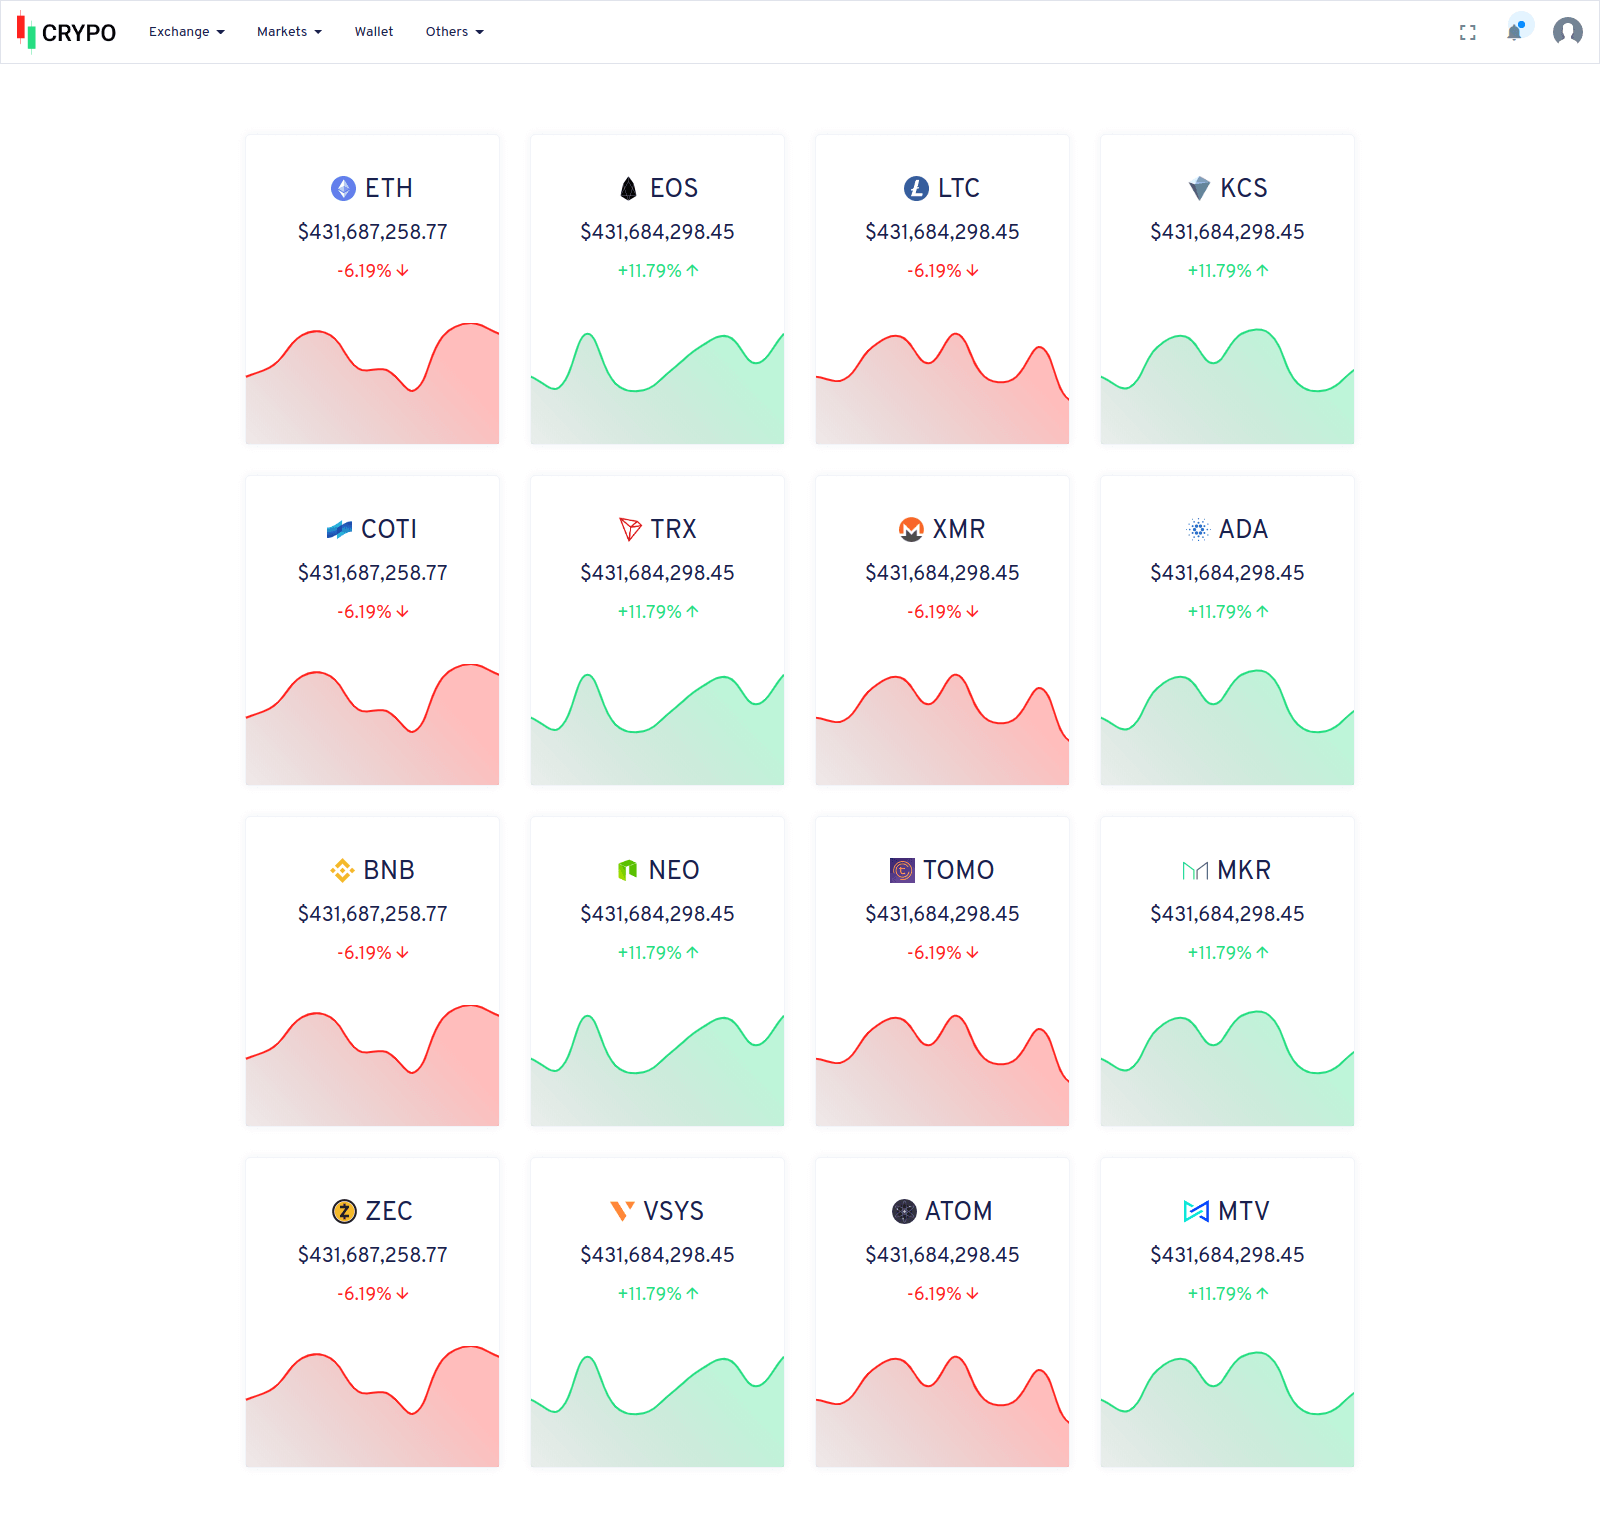 CRYPO Exchange Markets Wallet Others
ETH
$431,687,258.77
-6.19%
EOS
$431,684,298.45
+11.79%
LTC
$431,684,298.45
-6.19%
KCS
$431,684,298.45
+11.79%
COTI
$431,687,258.77
-6.19%
TRX
$431,684,298.45
+11.79%
XMR
$431,684,298.45
-6.19%
ADA
$431,684,298.45
+11.79%
BNB
$431,687,258.77
-6.19%
NEO
$431,684,298.45
+11.79%
TOMO
$431,684,298.45
-6.19%
MKR
$431,684,298.45
+11.79%
ZEC
$431,687,258.77
-6.19%
VSYS
$431,684,298.45
+11.79%
ATOM
$431,684,298.45
-6.19%
MTV
$431,684,298.45
+11.79%